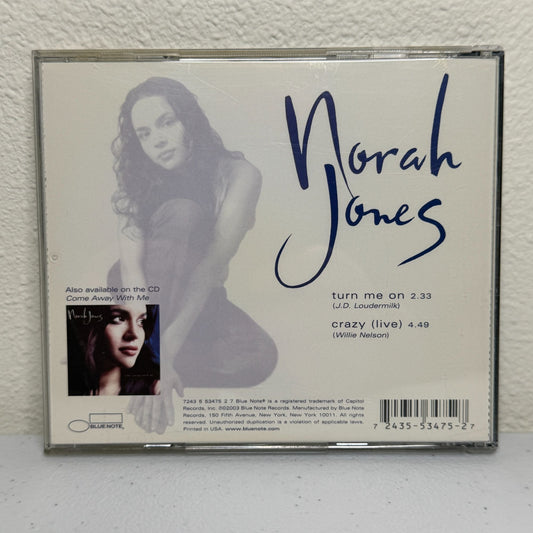 Norah
Jones
Also available on the CD
Come Away With Me
Norah Jones
turn me on 2.33
(J.D. Loudermilk)
crazy (live) 4.49
(Willie Nelson)
BLUE NOTE
7243 5 53475 2 7 Blue Note® is a registered trademark of Capitol
Records, Inc. ℗©2003 Blue Note Records. Manufactured by Blue Note
Records, 150 Fifth Avenue, New York, New York 10011. All rights
reserved. Unauthorized duplication is a violation of applicable laws.
Printed in USA. www.bluenote.com
7 2435-53475-2 7